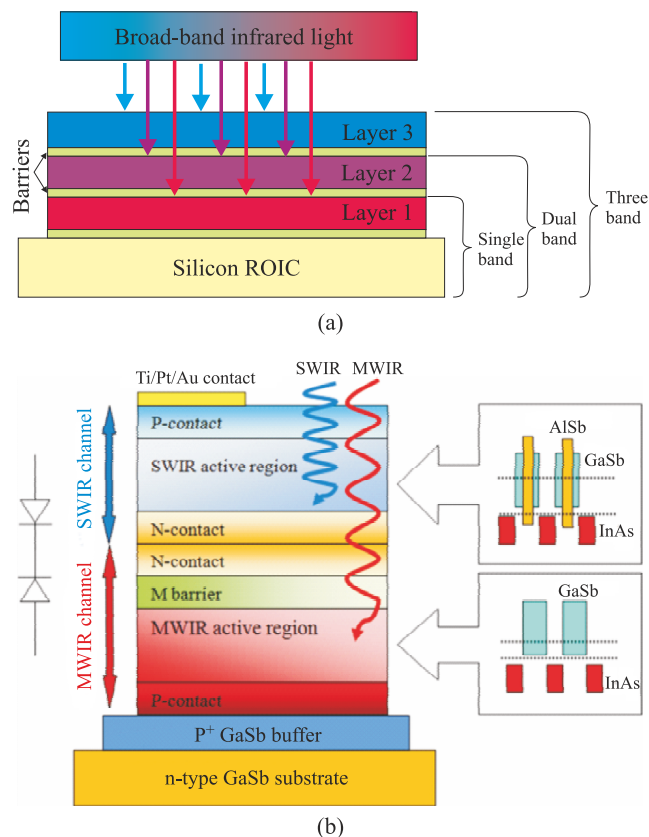 Broad-band infrared light
Layer 3
Barriers
Layer 2
Layer 1
Silicon ROIC
Single
band
Dual
band
Three
band
(a)
Ti/Pt/Au contact
SWIR MWIR
P-contact
SWIR active region
N-contact
N-contact
M barrier
MWIR active region
P-contact
P⁺ GaSb buffer
n-type GaSb substrate
SWIR channel
MWIR channel
AlSb
GaSb
InAs
GaSb
InAs
(b)